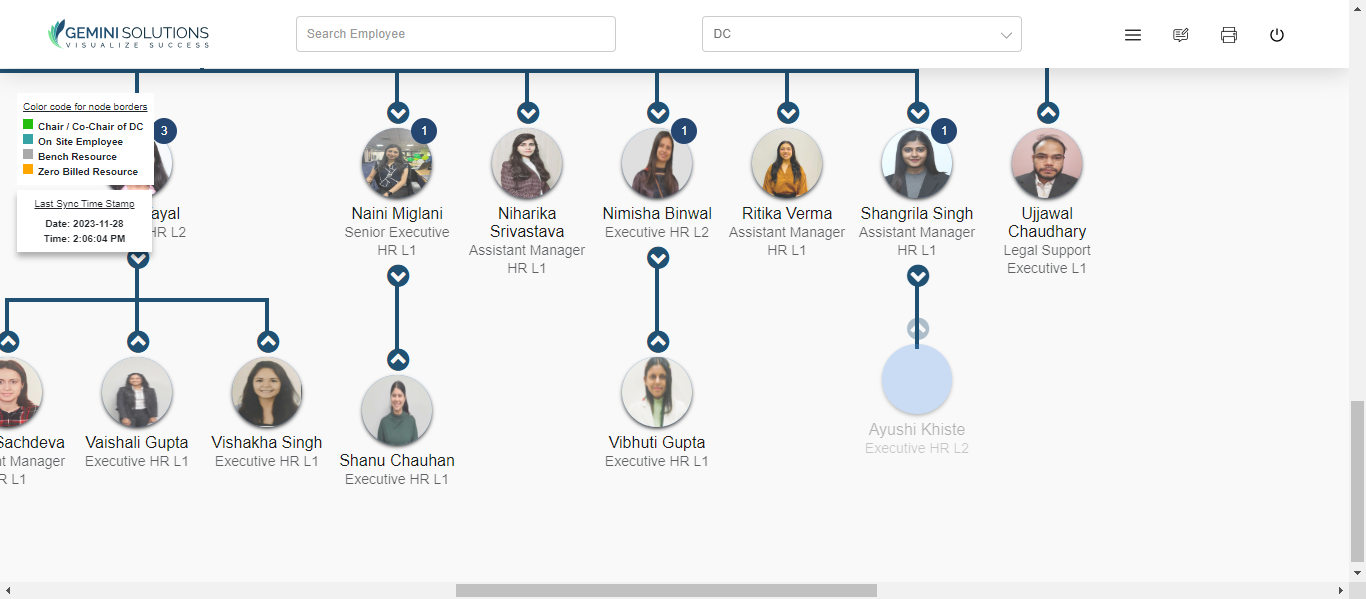 GEMINI SOLUTIONS
VISUALIZE SUCCESS
Search Employee
DC
Color code for node borders
Chair / Co-Chair of DC
On Site Employee
Bench Resource
Zero Billed Resource
Last Sync Time Stamp
Date: 2023-11-28
Time: 2:06:04 PM
3
ayal
HR L2
1
Naini Miglani
Senior Executive
HR L1
Niharika
Srivastava
Assistant Manager
HR L1
1
Nimisha Binwal
Executive HR L2
Ritika Verma
Assistant Manager
HR L1
1
Shangrila Singh
Assistant Manager
HR L1
Ujjawal
Chaudhary
Legal Support
Executive L1
Sachdeva
nt Manager
R L1
Vaishali Gupta
Executive HR L1
Vishakha Singh
Executive HR L1
Shanu Chauhan
Executive HR L1
Vibhuti Gupta
Executive HR L1
Ayushi Khiste
Executive HR L2